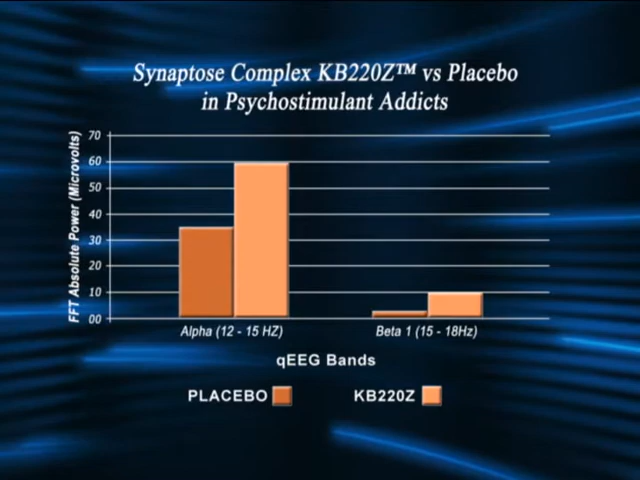 Synaptose Complex KB220Z™ vs Placebo
in Psychostimulant Addicts
FFT Absolute Power (Microvolts)
70
60
50
40
30
20
10
00
Alpha (12 - 15 HZ)
Beta 1 (15 - 18Hz)
qEEG Bands
PLACEBO
KB220Z